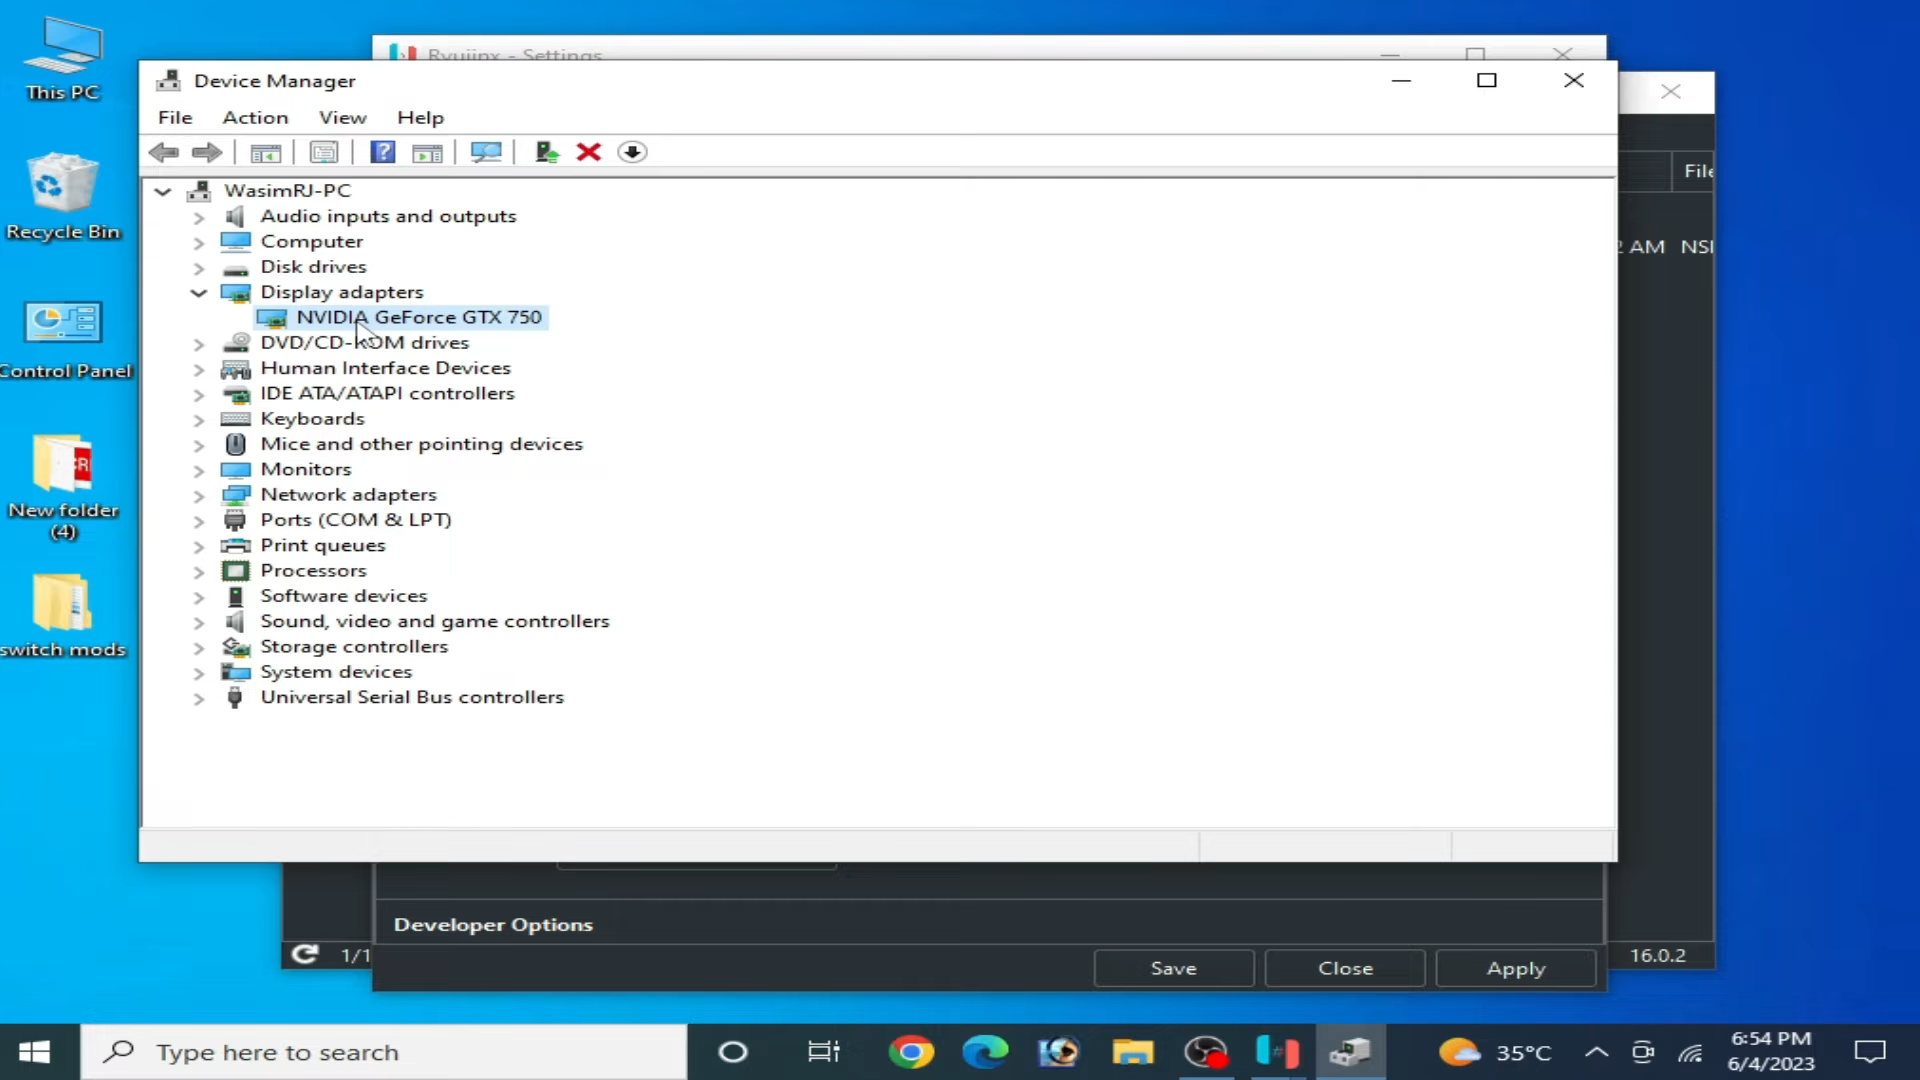 This PC
Recycle Bin
Control Panel
New folder
(4)
switch mods
Ryujinx - Settings
Device Manager
File Action View Help
WasimRJ-PC
Audio inputs and outputs
Computer
Disk drives
Display adapters
NVIDIA GeForce GTX 750
DVD/CD-ROM drives
Human Interface Devices
IDE ATA/ATAPI controllers
Keyboards
Mice and other pointing devices
Monitors
Network adapters
Ports (COM & LPT)
Print queues
Processors
Software devices
Sound, video and game controllers
Storage controllers
System devices
Universal Serial Bus controllers
File
2 AM NS
Developer Options
Save Close Apply
1/1
16.0.2
Type here to search
35°C
6:54 PM
6/4/2023